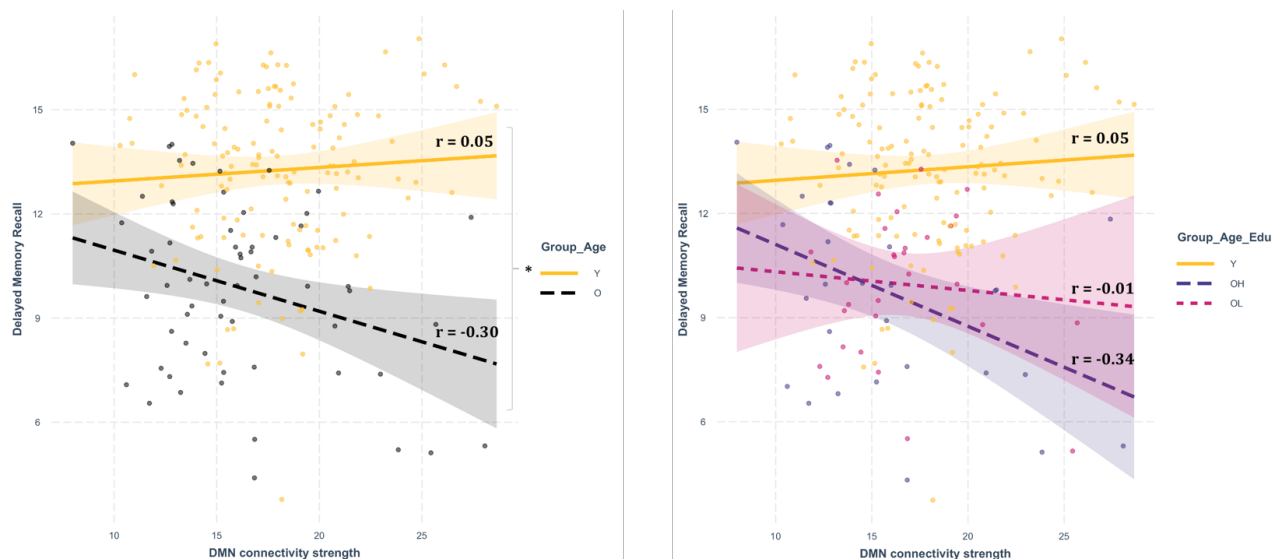 Delayed Memory Recall
15
12
9
6
10
15
20
25
DMN connectivity strength
r = 0.05
r = -0.30
*
Group_Age
Y
O
Delayed Memory Recall
15
12
9
6
10
15
20
25
DMN connectivity strength
r = 0.05
r = -0.01
r = -0.34
Group_Age_Edu
Y
OH
OL